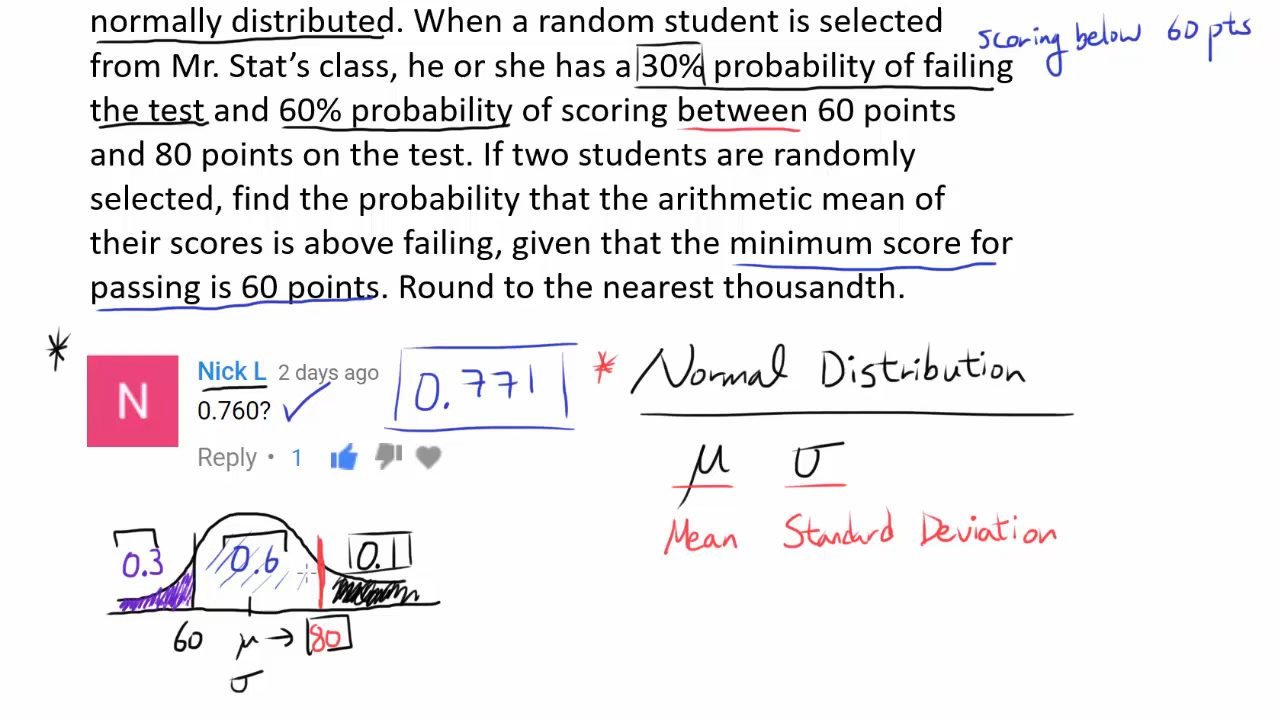 normally distributed. When a random student is selected
scoring below 60 pts
from Mr. Stat's class, he or she has a 30% probability of failing
the test and 60% probability of scoring between 60 points
and 80 points on the test. If two students are randomly
selected, find the probability that the arithmetic mean of
their scores is above failing, given that the minimum score for
passing is 60 points. Round to the nearest thousandth.
*
N
Nick L 2 days ago
0.760? ✓
Reply • 1
0.771
* Normal Distribution
μ σ
Mean Standard Deviation
0.3 0.6 0.1
60 μ → 80
σ